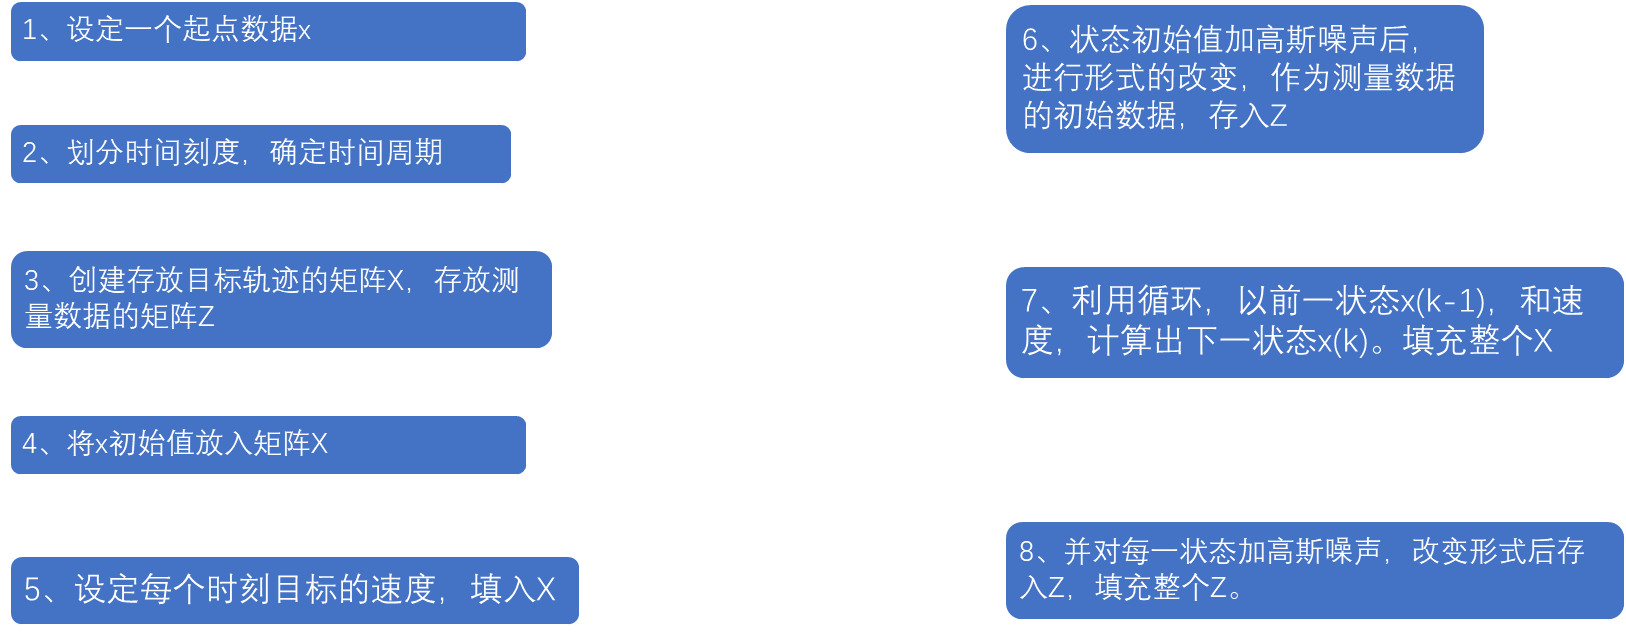 1、设定一个起点数据x
2、划分时间刻度，确定时间周期
3、创建存放目标轨迹的矩阵X，存放测
量数据的矩阵Z
4、将x初始值放入矩阵X
5、设定每个时刻目标的速度，填入X
6、状态初始值加高斯噪声后，
进行形式的改变，作为测量数据
的初始数据，存入Z
7、利用循环，以前一状态x(k-1)，和速
度，计算出下一状态x(k)。填充整个X
8、并对每一状态加高斯噪声，改变形式后存
入Z，填充整个Z。